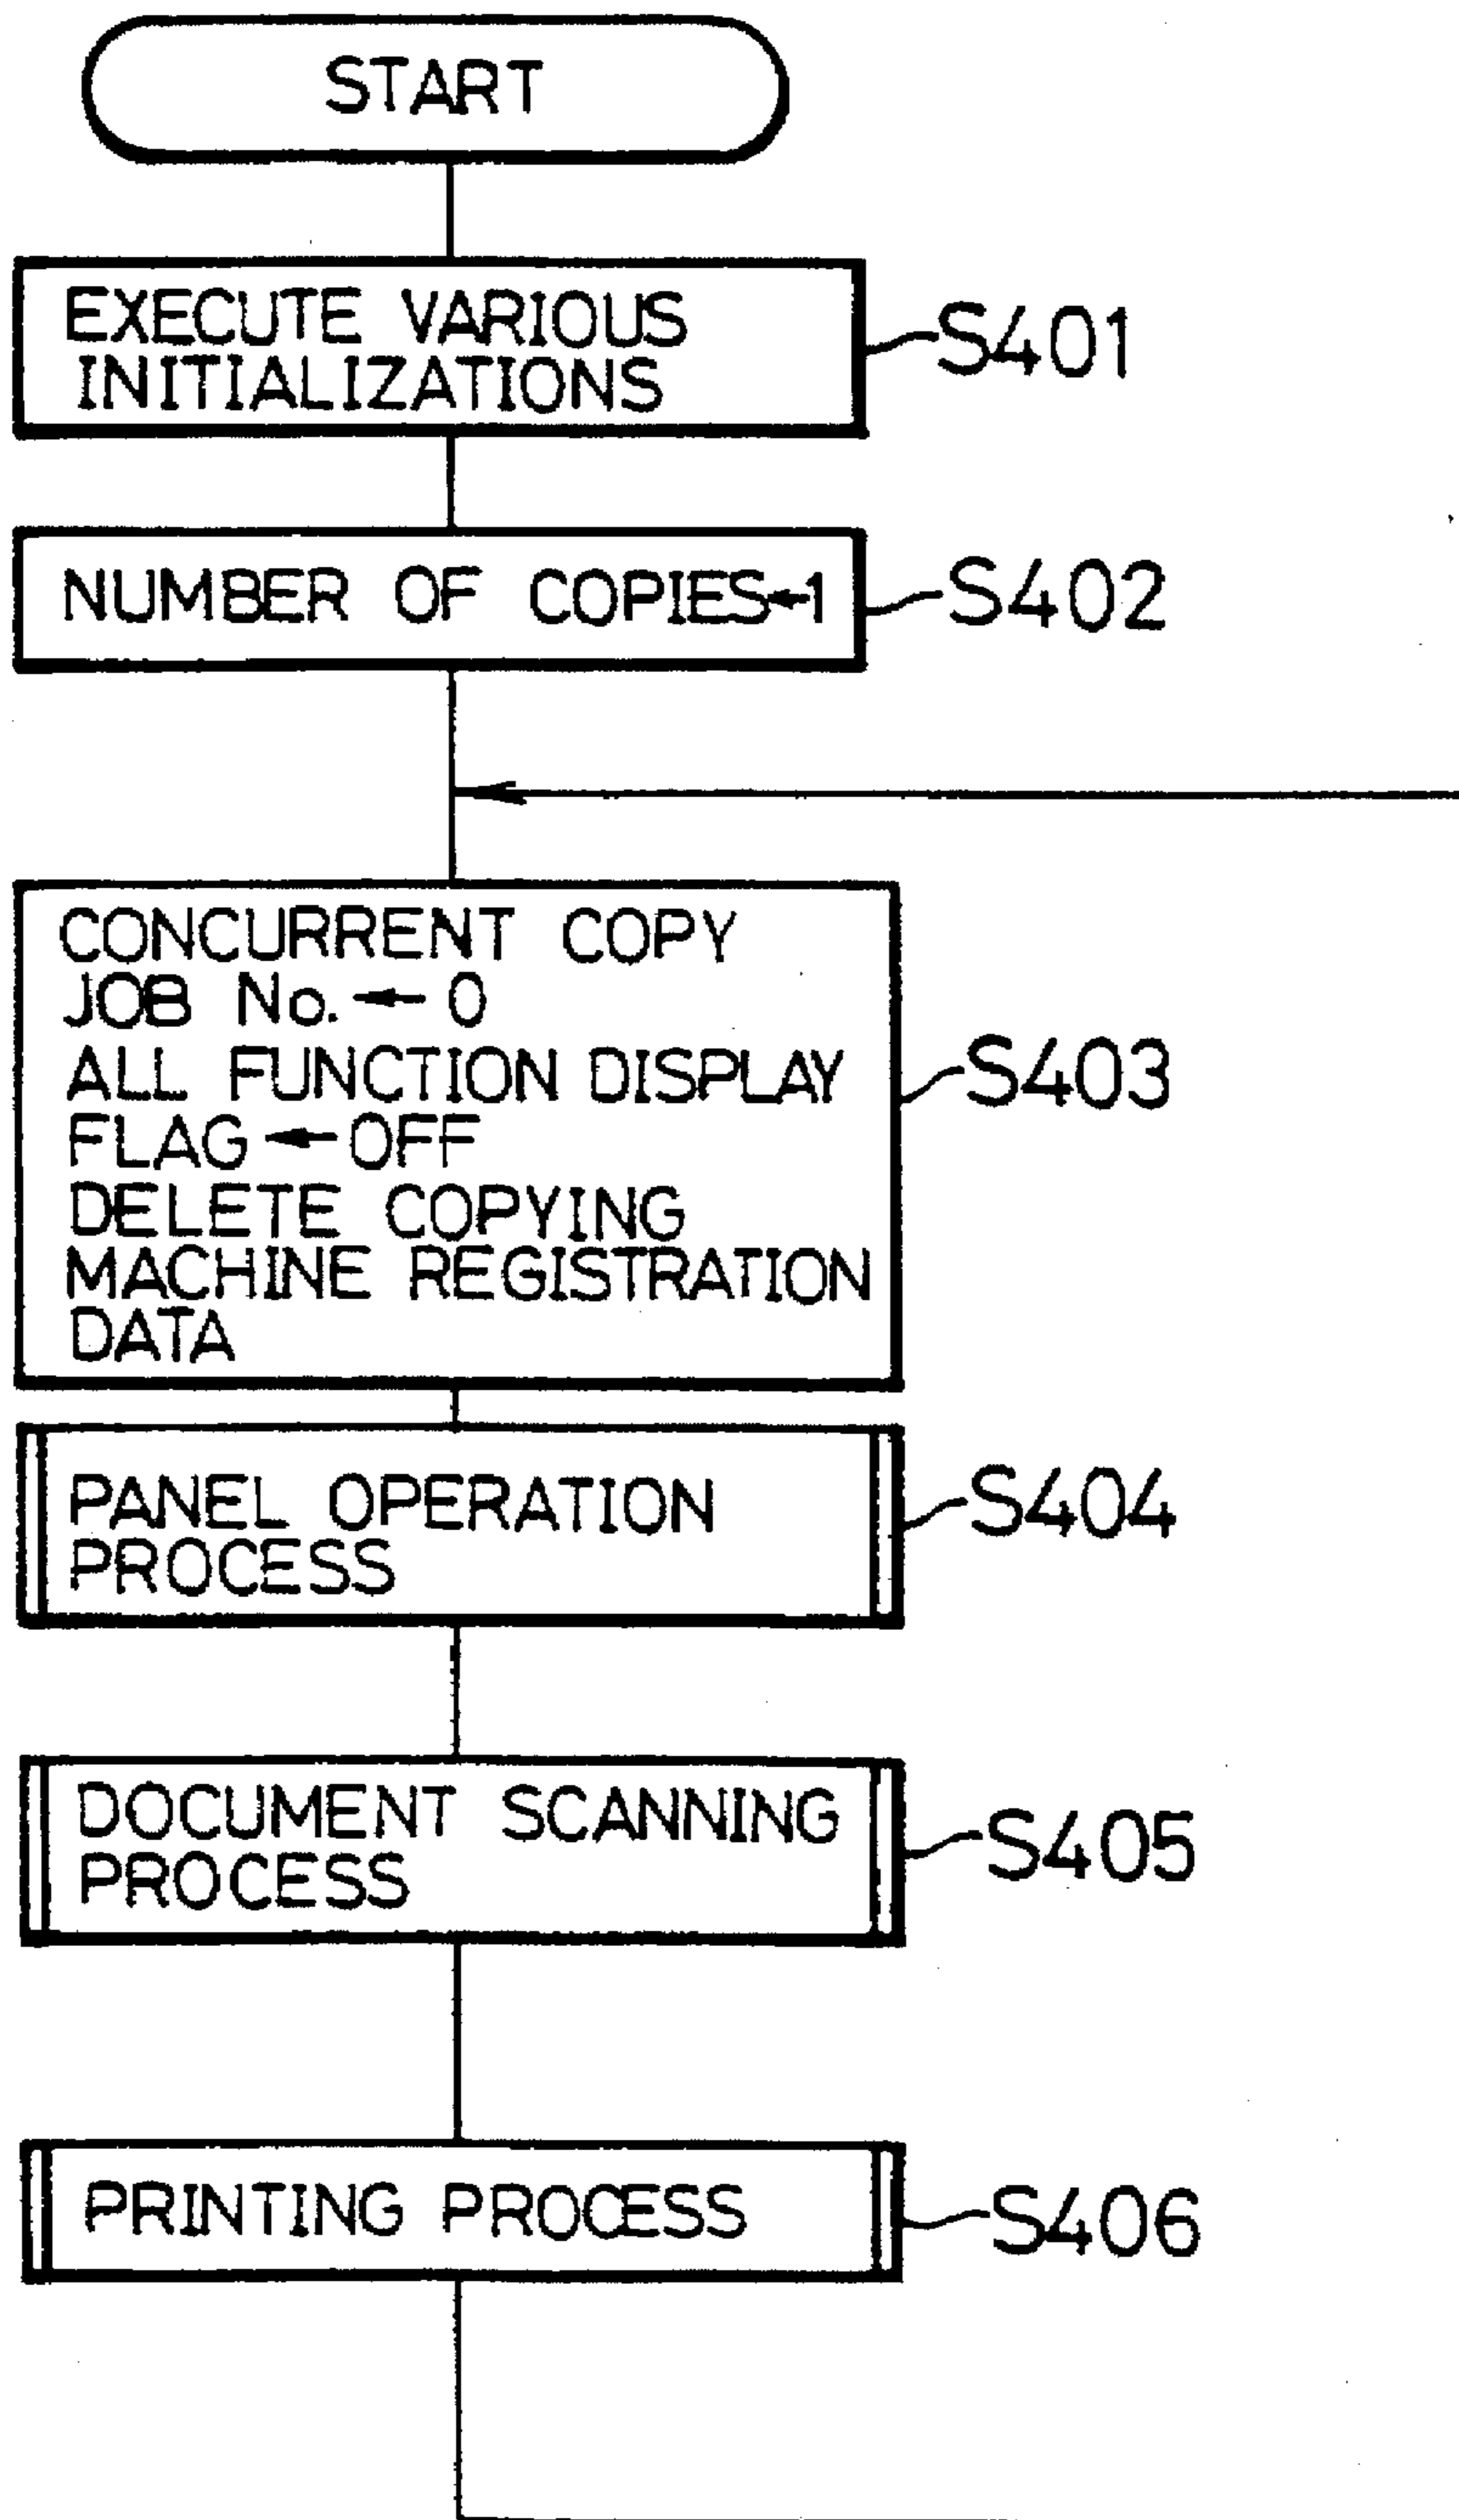 START
EXECUTE VARIOUS
INITIALIZATIONS
S401
NUMBER OF COPIES←1
S402
CONCURRENT COPY
JOB No.← 0
ALL FUNCTION DISPLAY
FLAG ← OFF
DELETE COPYING
MACHINE REGISTRATION
DATA
S403
PANEL OPERATION
PROCESS
S404
DOCUMENT SCANNING
PROCESS
S405
PRINTING PROCESS
S406